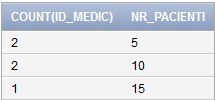 COUNT(ID_MEDIC) NR_PACIENTI
2 5
2 10
1 15